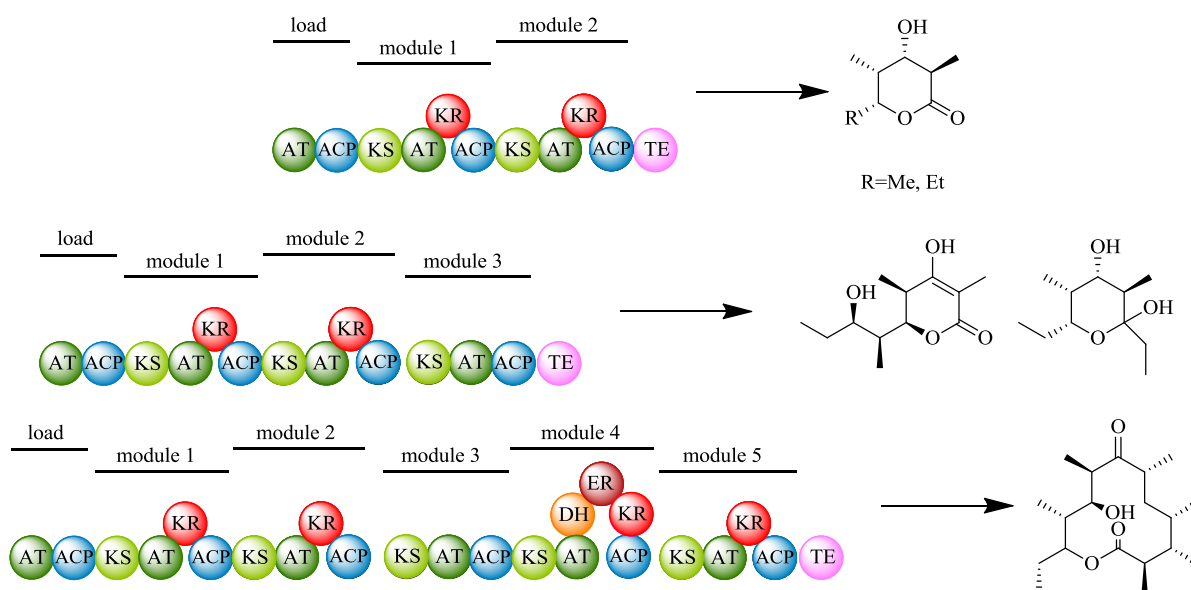 load
module 1
module 2
AT ACP KS AT KR ACP KS AT KR ACP TE
OH
R
O
O
R=Me, Et
load
module 1
module 2
module 3
AT ACP KS AT KR ACP KS AT KR ACP KS AT ACP TE
OH
OH
O
O
OH
OH
O
load
module 1
module 2
module 3
module 4
module 5
AT ACP KS AT KR ACP KS AT KR ACP KS AT ACP KS AT DH ER KR ACP KS AT KR ACP TE
O
OH
O
O